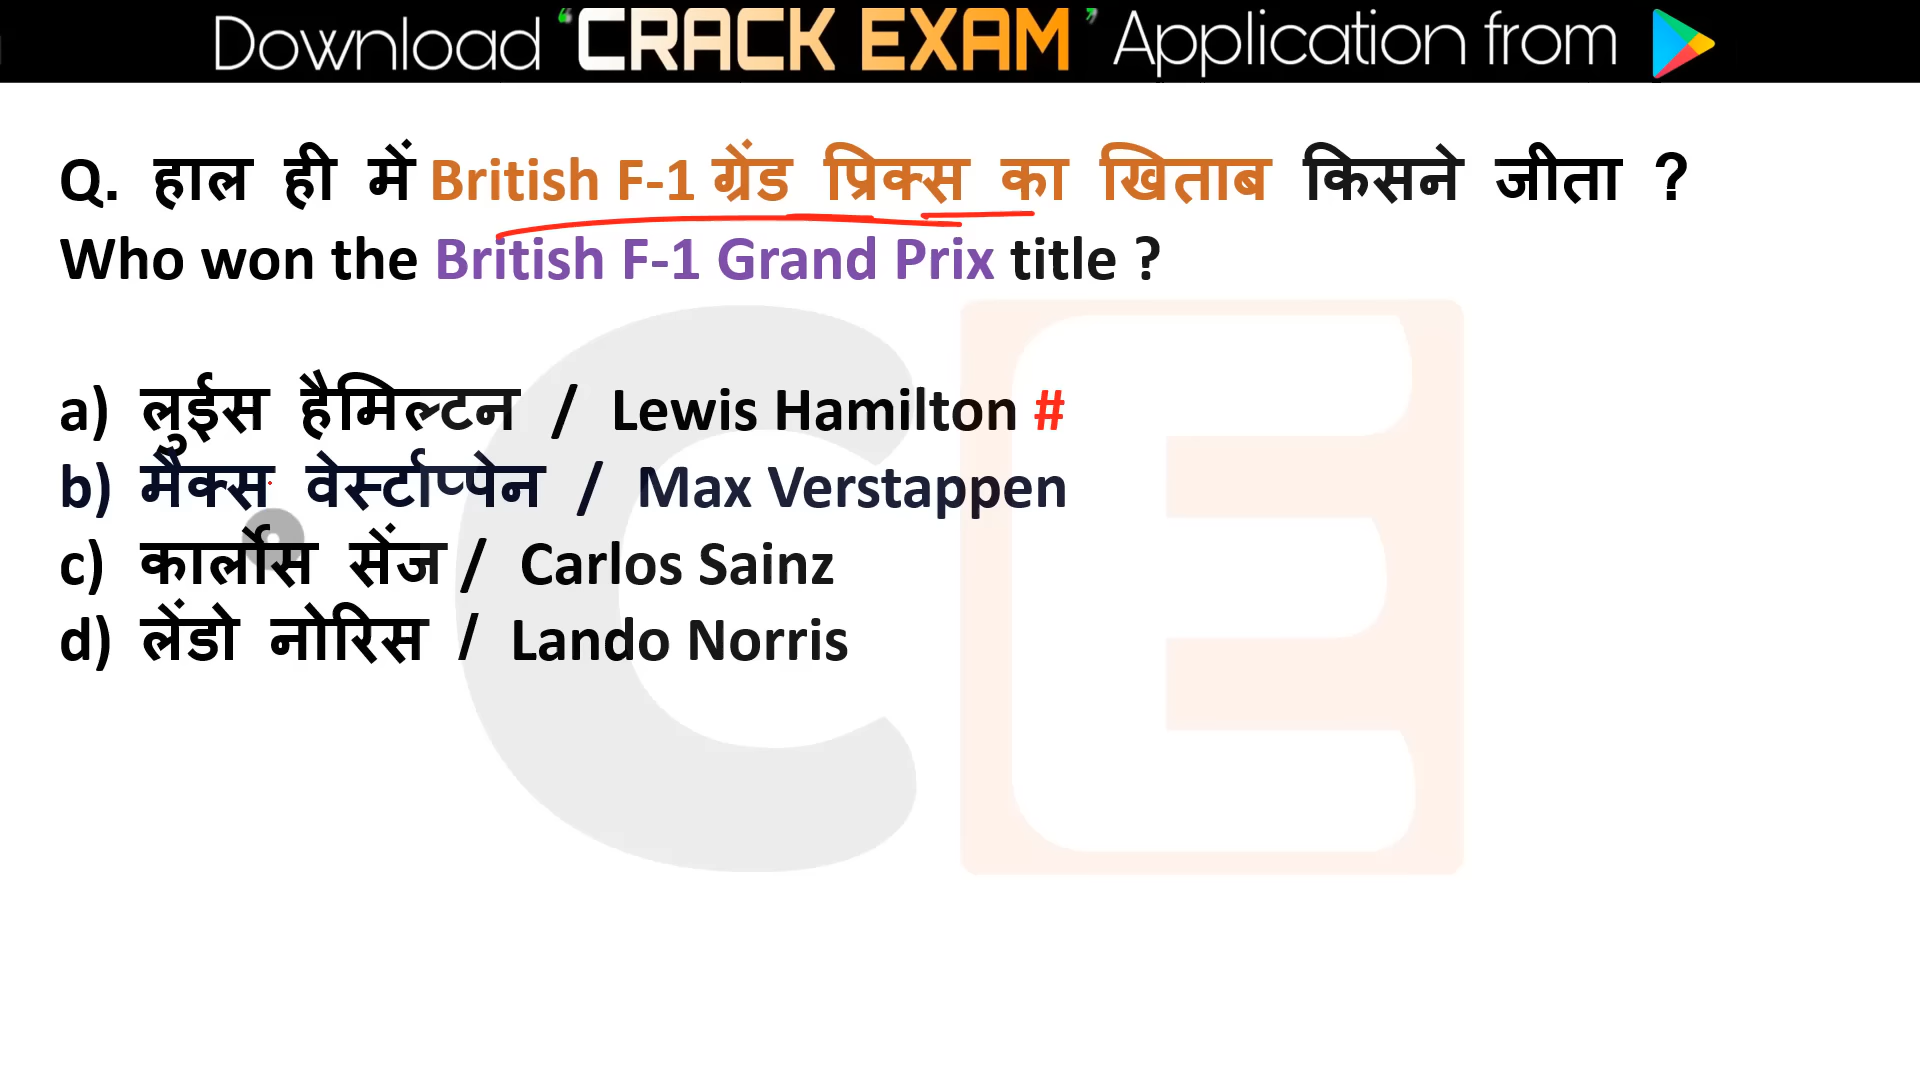 Download ‘CRACK EXAM’ Application from
Q. हाल ही में British F-1 ग्रेंड प्रिक्स का खिताब किसने जीता ?
Who won the British F-1 Grand Prix title ?
a) लुईस हैमिल्टन / Lewis Hamilton #
b) मैक्स वेर्स्टाप्पेन / Max Verstappen
c) कार्लोस सेंज / Carlos Sainz
d) लेंडो नोरिस / Lando Norris
CE